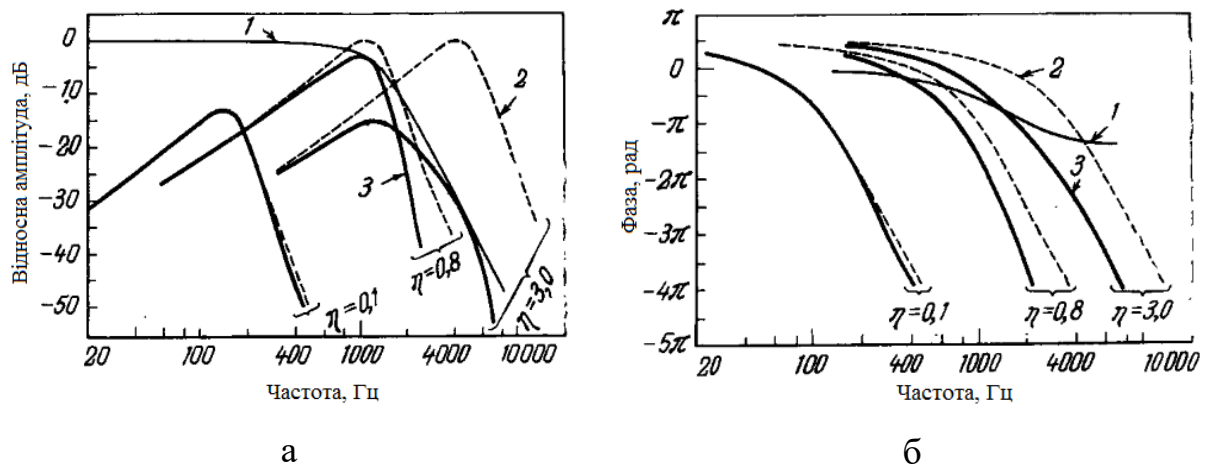 Відносна амплітуда, дБ
0
-10
-20
-30
-40
-50
1
2
3
η=0,1
η=0,8
η=3,0
20 100 400 1000 4000 10000
Частота, Гц
а
Фаза, рад
π
0
-π
-2π
-3π
-4π
-5π
2
1
3
η=0,1 η=0,8 η=3,0
20 100 400 1000 4000 10000
Частота, Гц
б